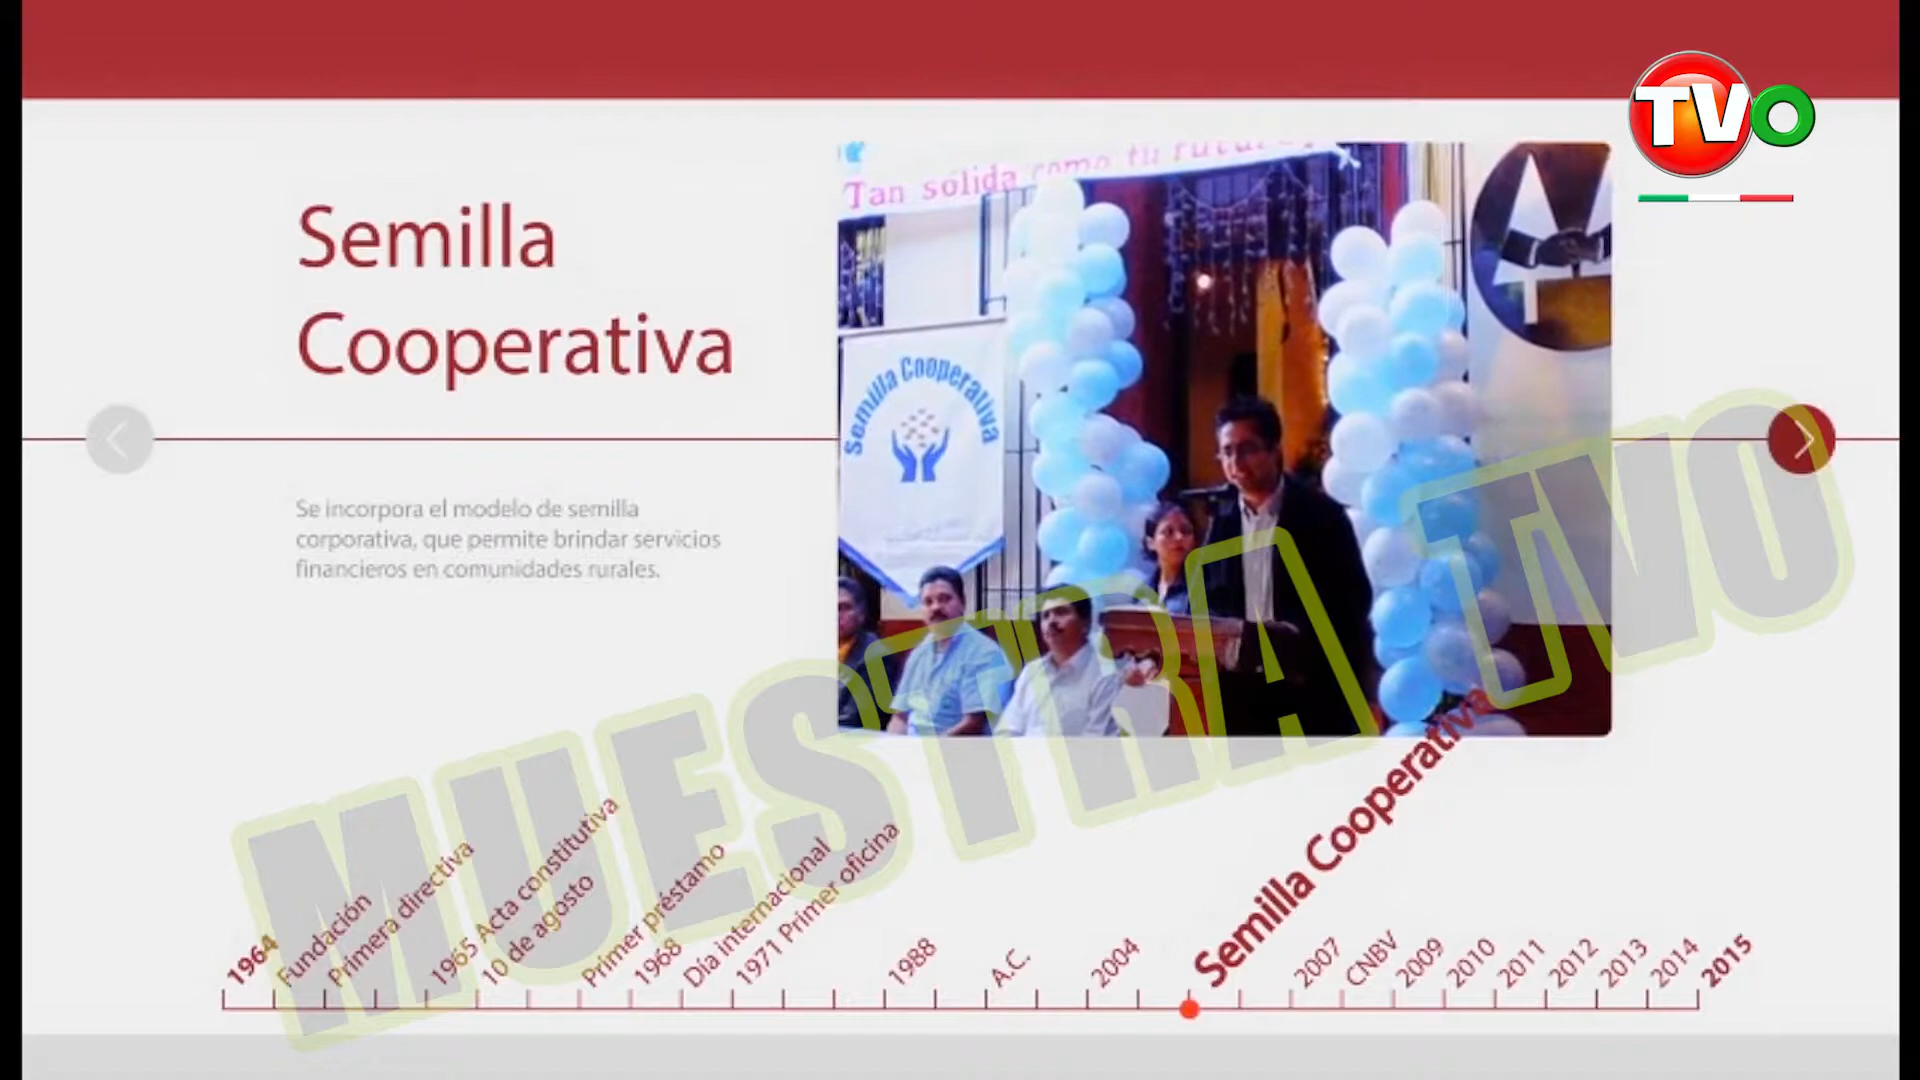 TVO
Semilla
Cooperativa
Se incorpora el modelo de semilla
corporativa, que permite brindar servicios
financieros en comunidades rurales.
Tan sólida como tu futuro
Semilla Cooperativa
MUESTRA TVO
1964
Fundación
Primera directiva
1965 Acta constitutiva
10 de agosto
Primer préstamo
1968
Día internacional
1971 Primer oficina
1988
A.C.
2004
Semilla Cooperativa
2007
CNBV
2009
2010
2011
2012
2013
2014
2015